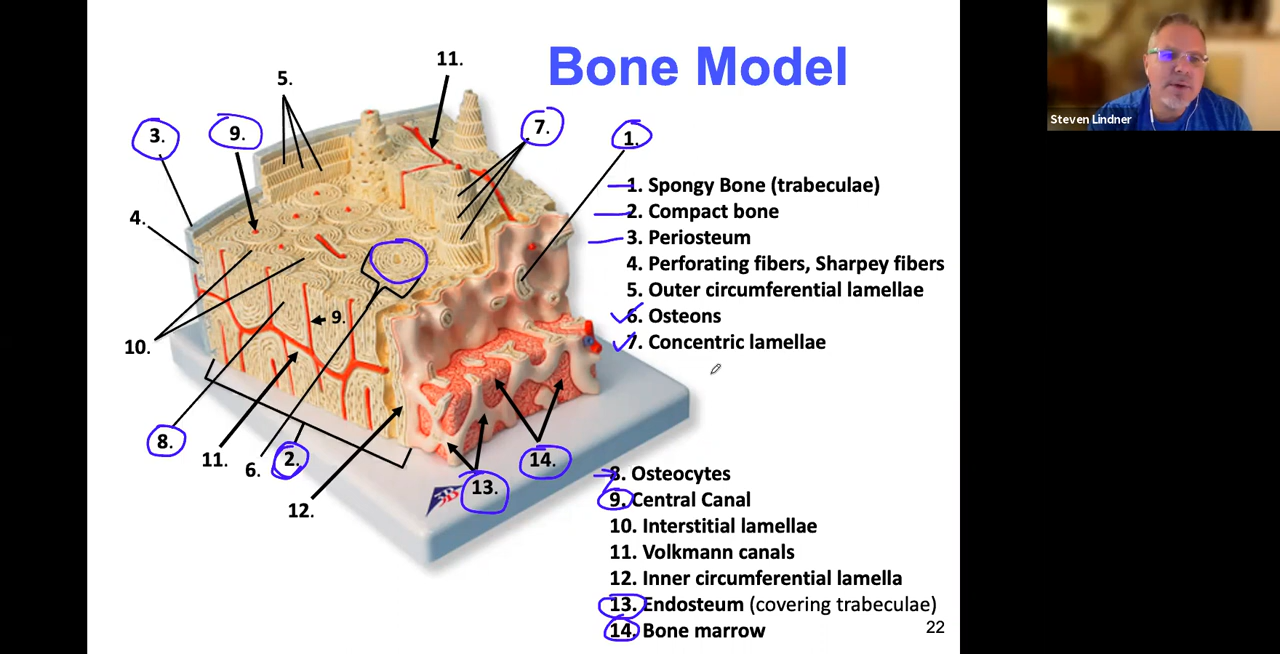 Bone Model
11.
5.
3.
9.
7.
1.
4.
9.
10.
8.
11.
6.
2.
12.
13.
14.
3B
1. Spongy Bone (trabeculae)
2. Compact bone
3. Periosteum
4. Perforating fibers, Sharpey fibers
5. Outer circumferential lamellae
6. Osteons
7. Concentric lamellae
8. Osteocytes
9. Central Canal
10. Interstitial lamellae
11. Volkmann canals
12. Inner circumferential lamella
13. Endosteum (covering trabeculae)
14. Bone marrow
22
Steven Lindner